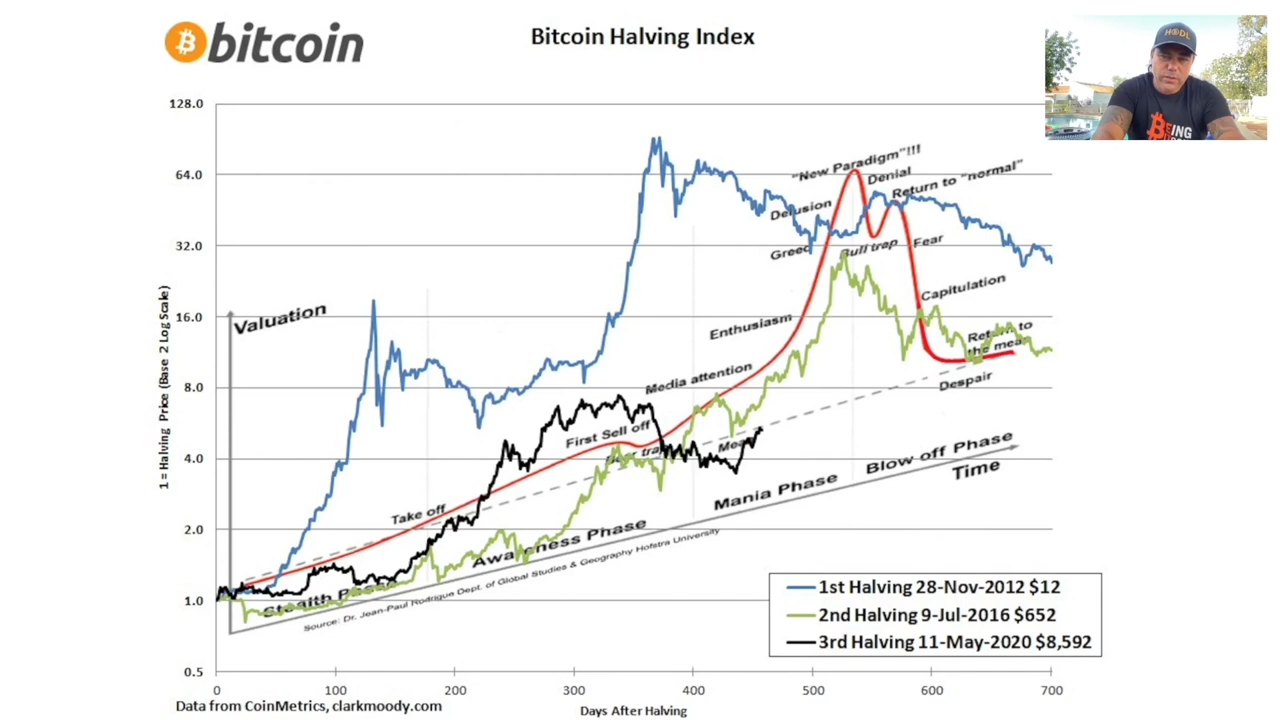 bitcoin
Bitcoin Halving Index
HODL
128.0
64.0
32.0
16.0
8.0
4.0
2.0
1.0
0.5
1 = Halving Price (Base 2 Log Scale)
Valuation
"New Paradigm"!!!
Denial
Return to "normal"
Delusion
Greed
Bull trap
Fear
Capitulation
Enthusiasm
Return to
the mean
Media attention
Despair
First Sell off
Bear trap
Mean
Blow off Phase
Time
Take off
Mania Phase
Awareness Phase
Stealth Phase
Source: Dr. Jean-Paul Rodrigue Dept. of Global Studies & Geography Hofstra University
1st Halving 28-Nov-2012 $12
2nd Halving 9-Jul-2016 $652
3rd Halving 11-May-2020 $8,592
0
100
200
300
400
500
600
700
Data from CoinMetrics, clarkmoody.com
Days After Halving